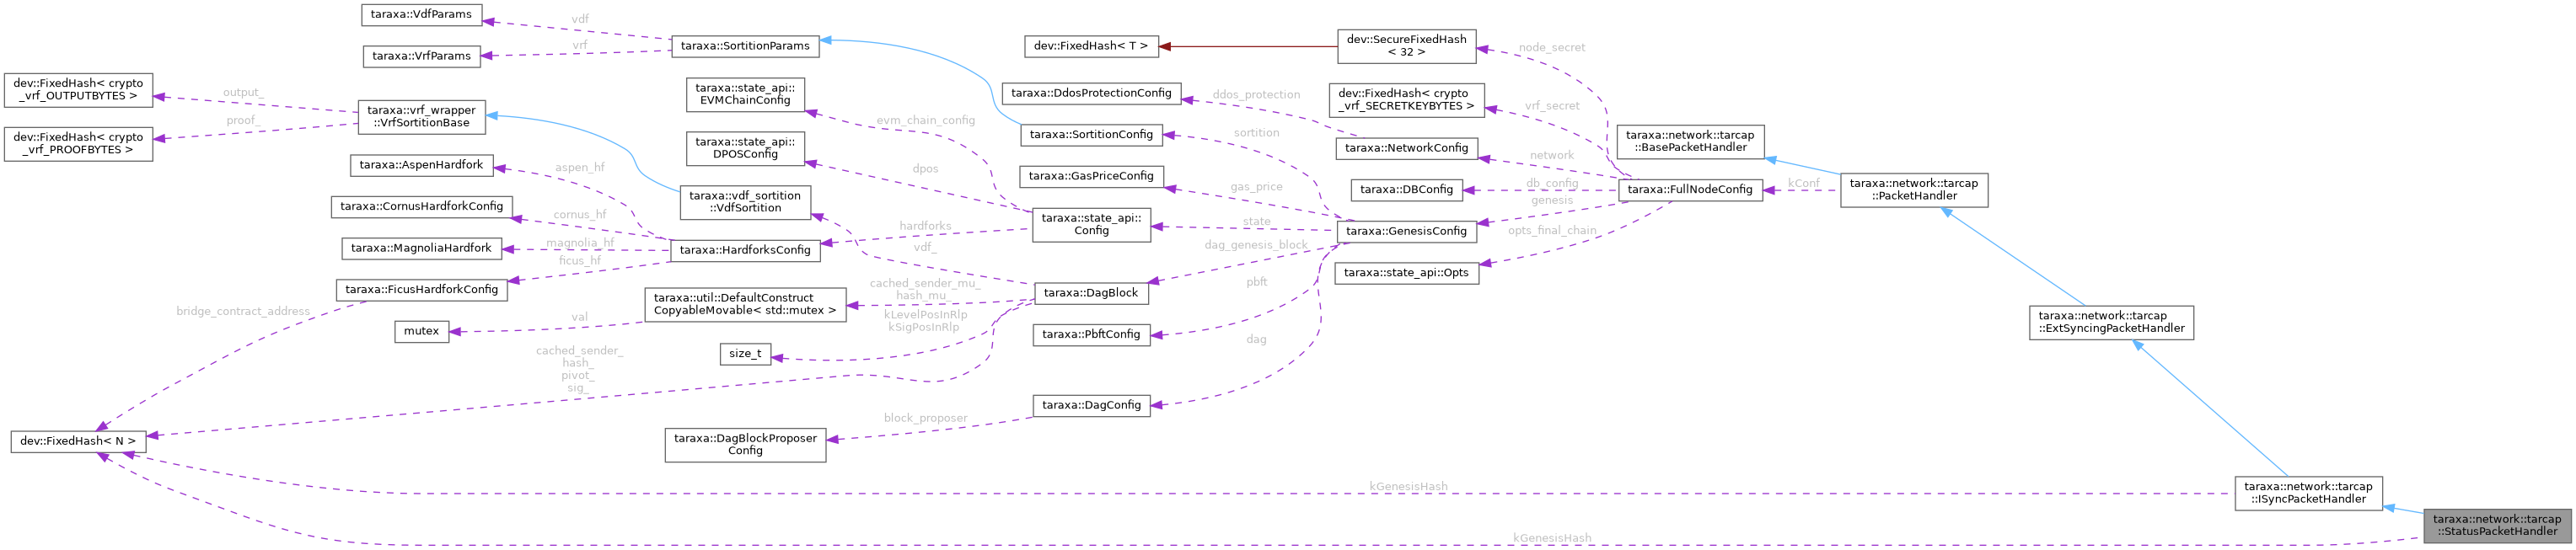 taraxa::VdfParams
vdf
taraxa::VrfParams
vrf
taraxa::SortitionParams
dev::FixedHash< T >
dev::SecureFixedHash
< 32 >
node_secret
dev::FixedHash< crypto
_vrf_OUTPUTBYTES >
output_
dev::FixedHash< crypto
_vrf_PROOFBYTES >
proof_
taraxa::vrf_wrapper
::VrfSortitionBase
taraxa::state_api::
EVMChainConfig
evm_chain_config
taraxa::state_api::
DPOSConfig
dpos
taraxa::DdosProtectionConfig
ddos_protection
dev::FixedHash< crypto
_vrf_SECRETKEYBYTES >
vrf_secret
taraxa::SortitionConfig
sortition
taraxa::NetworkConfig
network
taraxa::network::tarcap
::BasePacketHandler
taraxa::AspenHardfork
aspen_hf
taraxa::vdf_sortition
::VdfSortition
taraxa::GasPriceConfig
gas_price
taraxa::DBConfig
db_config
genesis
taraxa::FullNodeConfig
kConf
taraxa::network::tarcap
::PacketHandler
taraxa::CornusHardforkConfig
cornus_hf
taraxa::state_api::
Config
state
hardforks
taraxa::GenesisConfig
opts_final_chain
taraxa::MagnoliaHardfork
magnolia_hf
taraxa::HardforksConfig
vdf_
dag_genesis_block
taraxa::state_api::Opts
ficus_hf
taraxa::FicusHardforkConfig
bridge_contract_address
taraxa::util::DefaultConstruct
CopyableMovable< std::mutex >
cached_sender_mu_
hash_mu_
taraxa::DagBlock
pbft
kLevelPosInRlp
kSigPosInRlp
mutex
val
taraxa::PbftConfig
dag
taraxa::network::tarcap
::ExtSyncingPacketHandler
size_t
cached_sender_
hash_
pivot_
sig_
taraxa::DagConfig
block_proposer
taraxa::DagBlockProposer
Config
dev::FixedHash< N >
kGenesisHash
taraxa::network::tarcap
::ISyncPacketHandler
kGenesisHash
taraxa::network::tarcap
::StatusPacketHandler